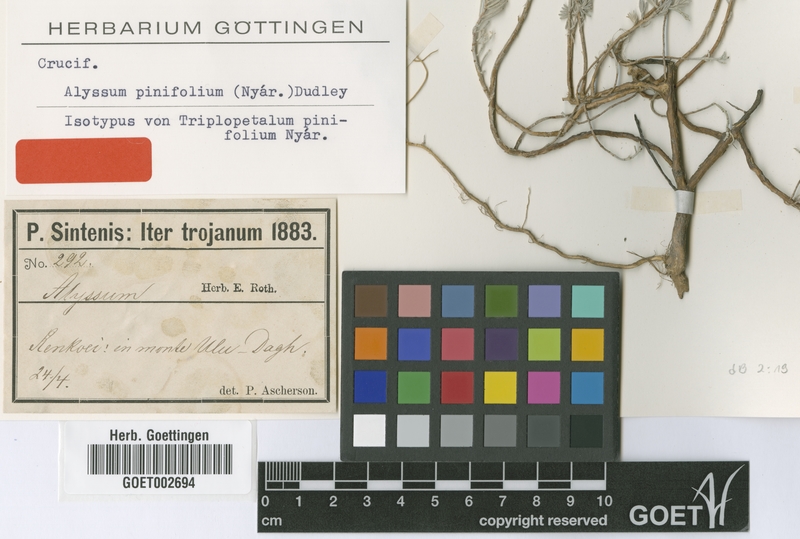 HERBARIUM GÖTTINGEN
Crucif.
Alyssum pinifolium (Nyár.)Dudley
Isotypus von Triplopetalum pini-
folium Nyár.
P. Sintenis: Iter trojanum 1883.
No. 292.
Alyssum Herb. E. Roth.
Renkoei: in monte Ulu-Dagh,
24/4.
det. P. Ascherson.
Herb. Goettingen
GOET002694
0 1 2 3 4 5 6 7 8 9 10
cm copyright reserved
GOET
2:19